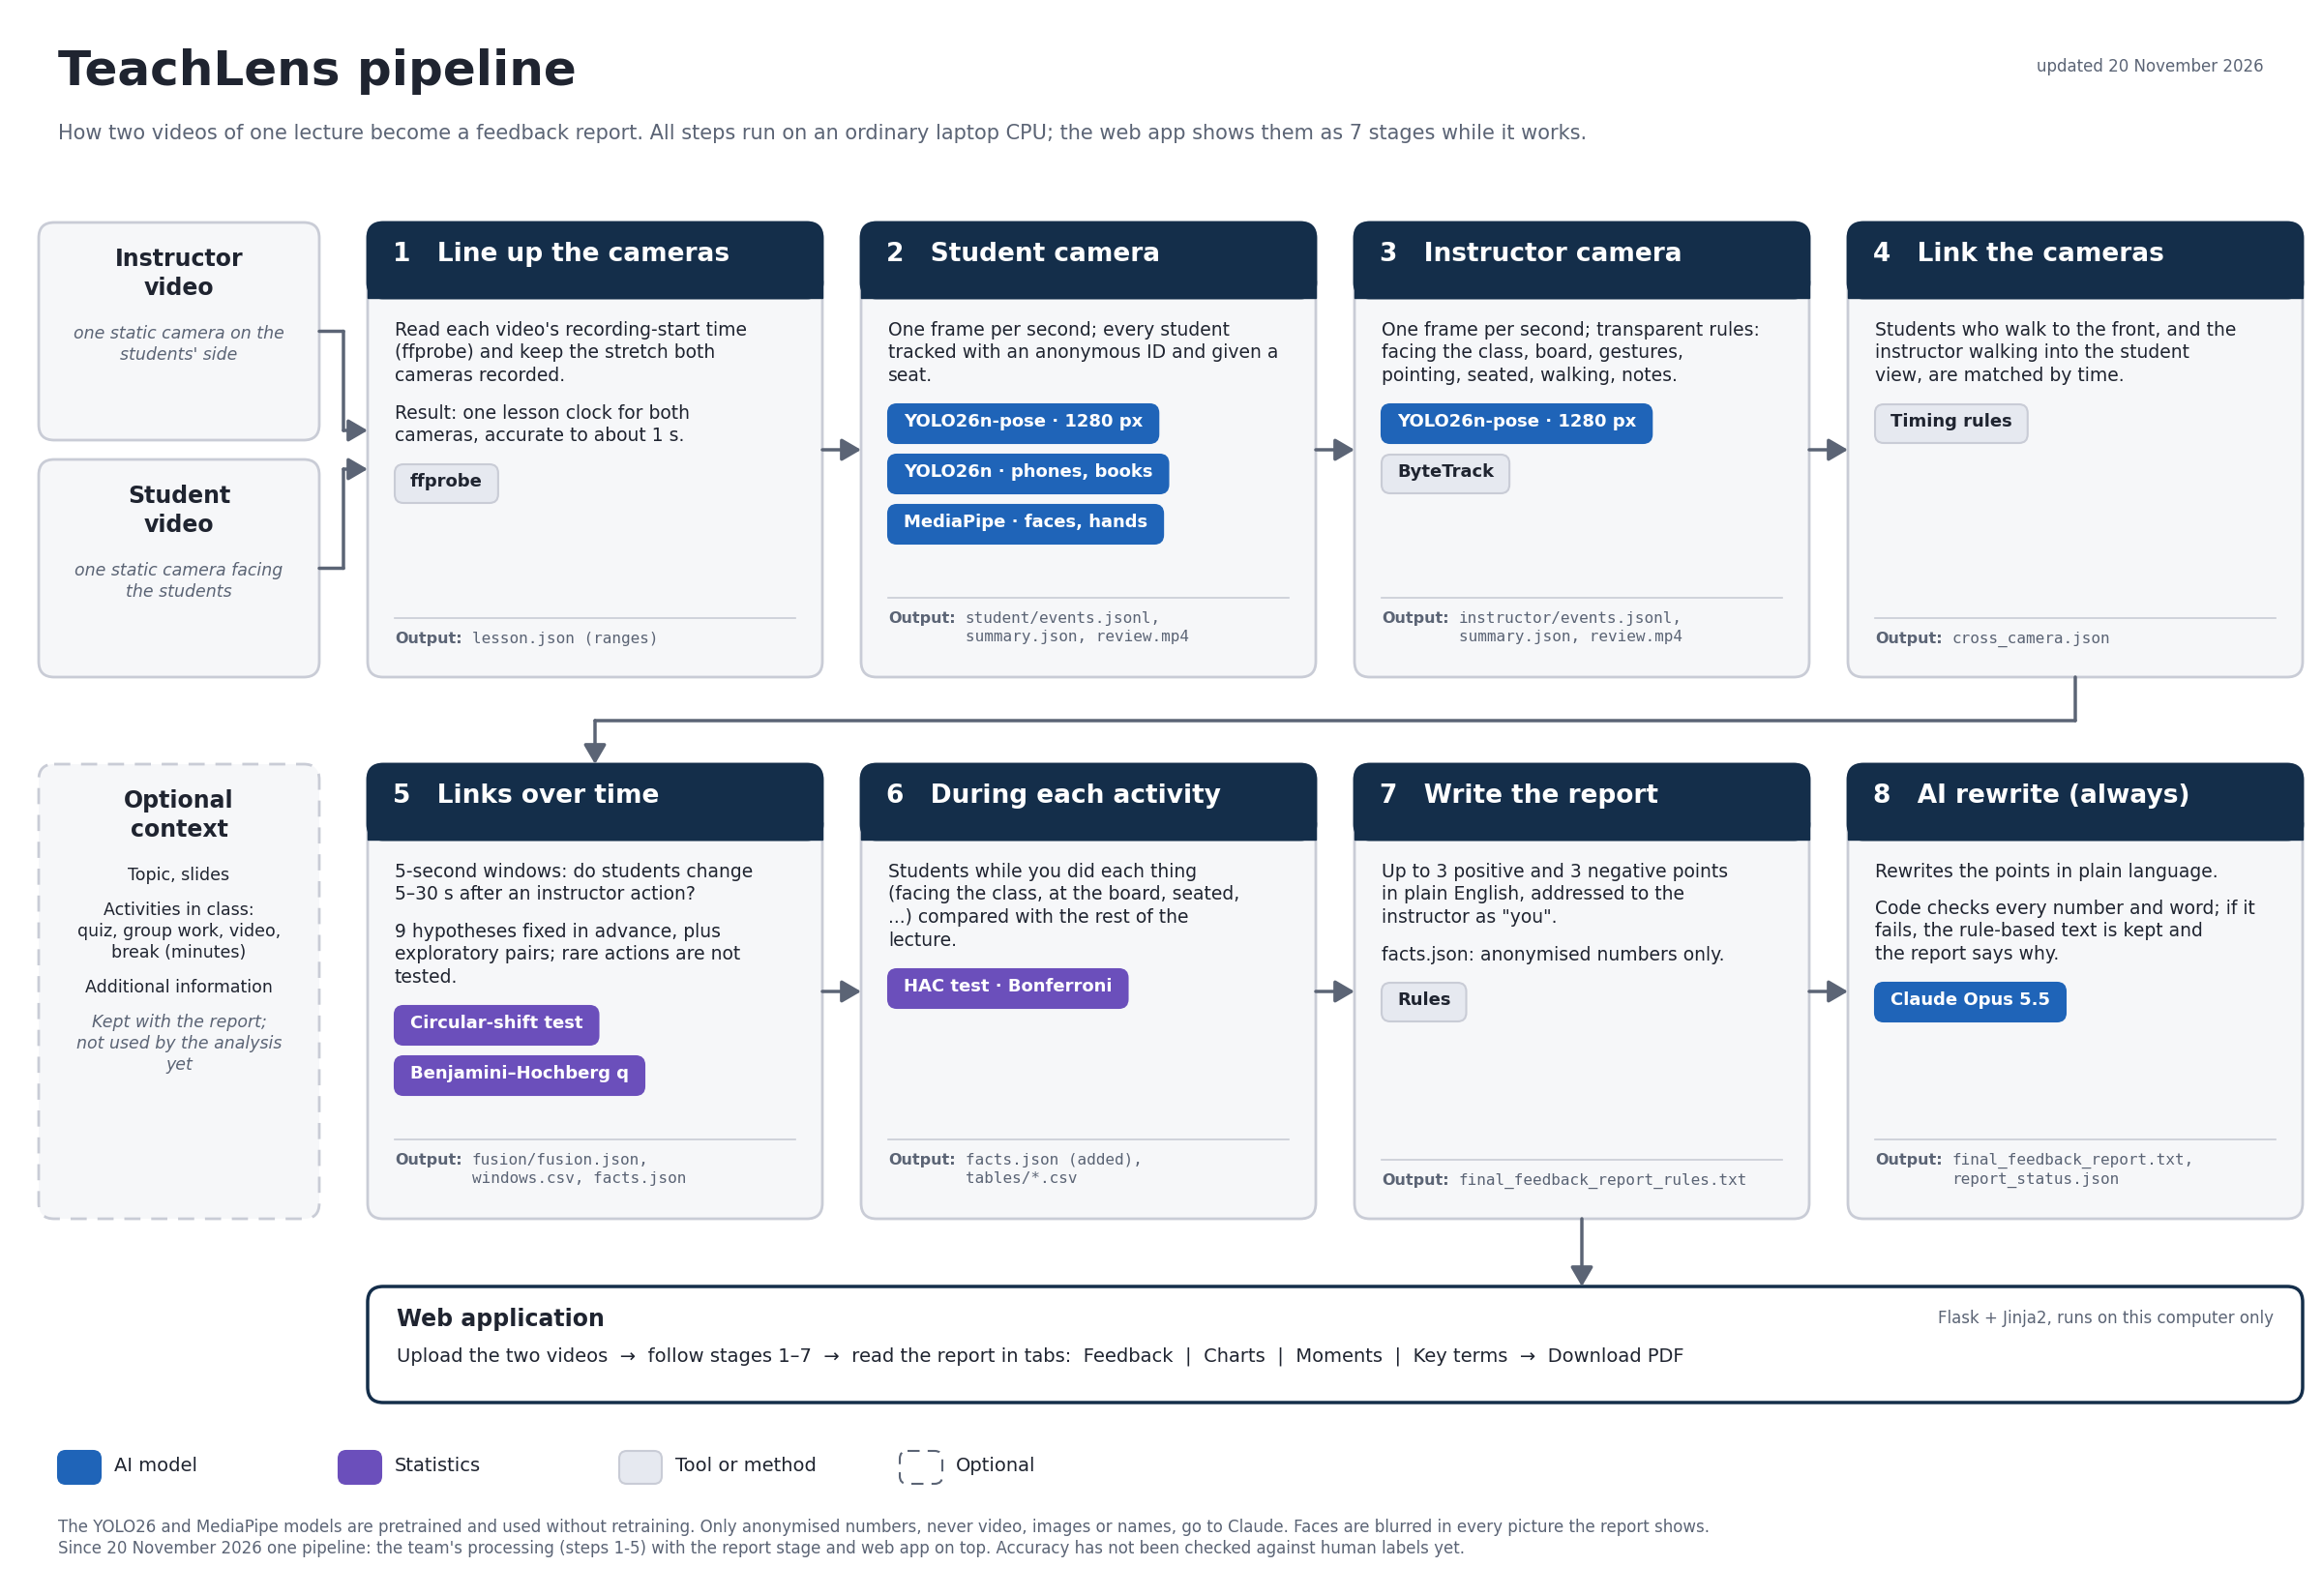 TeachLens pipeline
updated 20 November 2026
How two videos of one lecture become a feedback report. All steps run on an ordinary laptop CPU; the web app shows them as 7 stages while it works.
Instructor
video
one static camera on the
students' side
Student
video
one static camera facing
the students
1 Line up the cameras
Read each video's recording-start time
(ffprobe) and keep the stretch both
cameras recorded.
Result: one lesson clock for both
cameras, accurate to about 1 s.
ffprobe
Output: lesson.json (ranges)
2 Student camera
One frame per second; every student
tracked with an anonymous ID and given a
seat.
YOLO26n-pose · 1280 px
YOLO26n · phones, books
MediaPipe · faces, hands
Output: student/events.jsonl,
summary.json, review.mp4
3 Instructor camera
One frame per second; transparent rules:
facing the class, board, gestures,
pointing, seated, walking, notes.
YOLO26n-pose · 1280 px
ByteTrack
Output: instructor/events.jsonl,
summary.json, review.mp4
4 Link the cameras
Students who walk to the front, and the
instructor walking into the student
view, are matched by time.
Timing rules
Output: cross_camera.json
Optional
context
Topic, slides
Activities in class:
quiz, group work, video,
break (minutes)
Additional information
Kept with the report;
not used by the analysis
yet
5 Links over time
5-second windows: do students change
5–30 s after an instructor action?
9 hypotheses fixed in advance, plus
exploratory pairs; rare actions are not
tested.
Circular-shift test
Benjamini–Hochberg q
Output: fusion/fusion.json,
windows.csv, facts.json
6 During each activity
Students while you did each thing
(facing the class, at the board, seated,
...) compared with the rest of the
lecture.
HAC test · Bonferroni
Output: facts.json (added),
tables/*.csv
7 Write the report
Up to 3 positive and 3 negative points
in plain English, addressed to the
instructor as "you".
facts.json: anonymised numbers only.
Rules
Output: final_feedback_report_rules.txt
8 AI rewrite (always)
Rewrites the points in plain language.
Code checks every number and word; if it
fails, the rule-based text is kept and
the report says why.
Claude Opus 5.5
Output: final_feedback_report.txt,
report_status.json
Web application
Flask + Jinja2, runs on this computer only
Upload the two videos → follow stages 1–7 → read the report in tabs: Feedback | Charts | Moments | Key terms → Download PDF
AI model
Statistics
Tool or method
Optional
The YOLO26 and MediaPipe models are pretrained and used without retraining. Only anonymised numbers, never video, images or names, go to Claude. Faces are blurred in every picture the report shows.
Since 20 November 2026 one pipeline: the team's processing (steps 1-5) with the report stage and web app on top. Accuracy has not been checked against human labels yet.